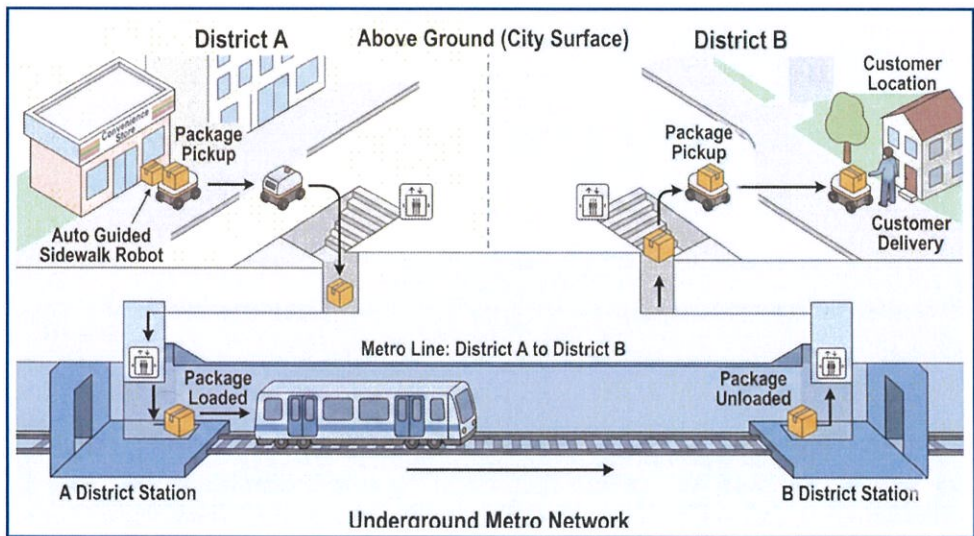 District A
Above Ground (City Surface)
District B
Convenience Store
Package
Pickup
Auto Guided
Sidewalk Robot
Package
Pickup
Customer
Location
Customer
Delivery
Metro Line: District A to District B
Package
Loaded
Package
Unloaded
A District Station
B District Station
Underground Metro Network